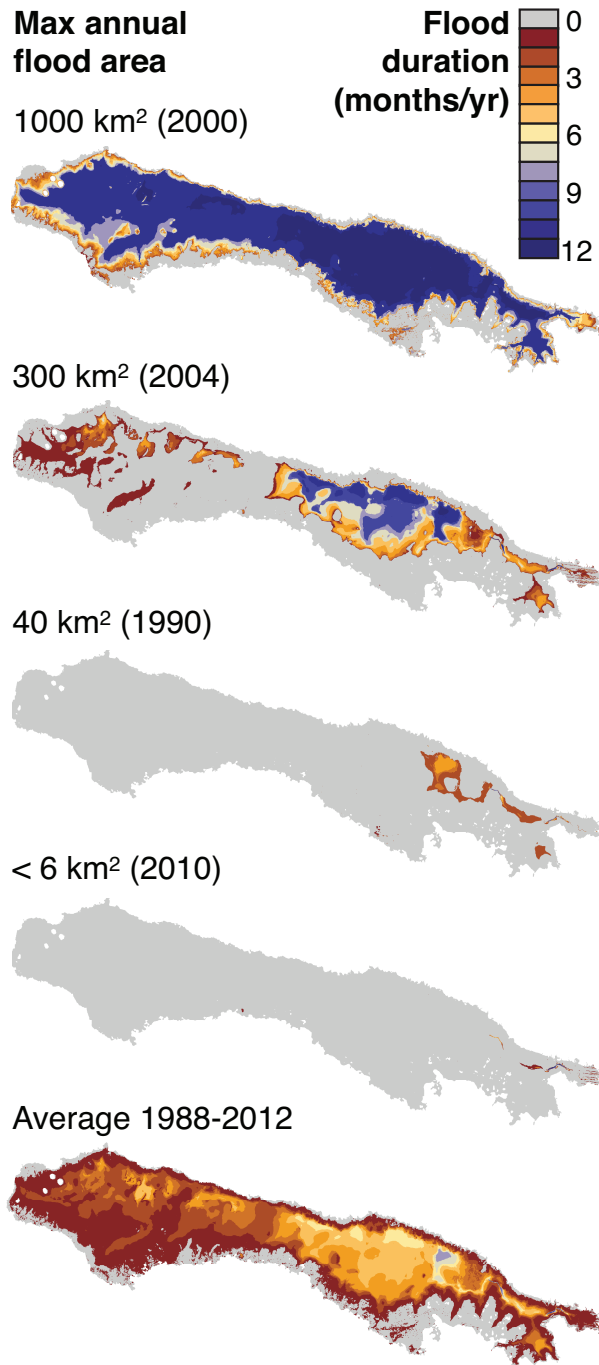 Max annual
flood area
Flood
duration
(months/yr)
0
3
6
9
12
1000 km² (2000)
300 km² (2004)
40 km² (1990)
< 6 km² (2010)
Average 1988-2012